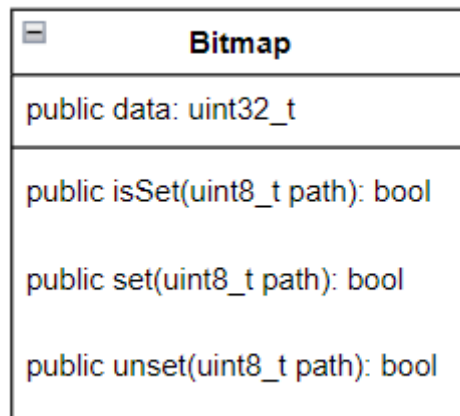 Bitmap
public data: uint32_t
public isSet(uint8_t path): bool
public set(uint8_t path): bool
public unset(uint8_t path): bool